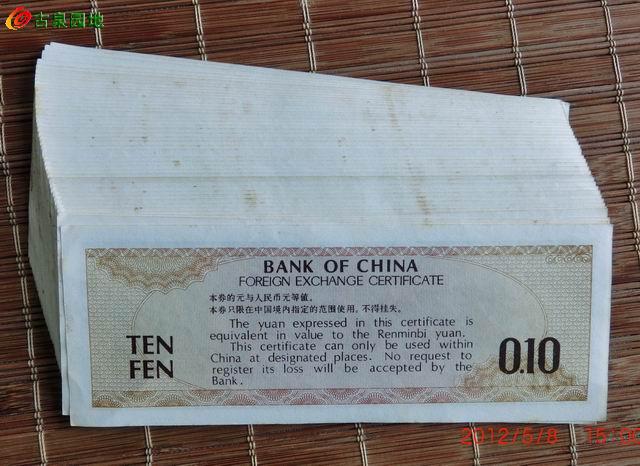 古泉园地
BANK OF CHINA
FOREIGN EXCHANGE CERTIFICATE
本券的元与人民币元等值。
本券只限在中国境内指定的范围使用,不得挂失。
The yuan expressed in this certificate is
equivalent in value to the Renminbi yuan.
This certificate can only be used within
China at designated places. No request to
register its loss will be accepted by the
Bank.
TEN
FEN
0.10
2012/5/8 15:00